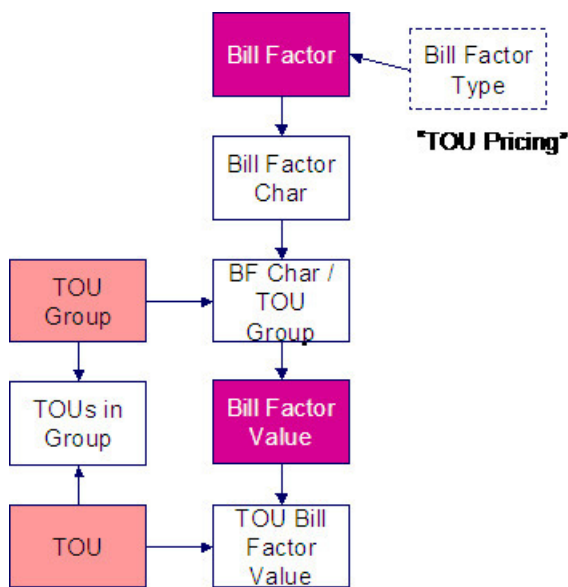 Bill Factor
Bill Factor
Type
"TOU Pricing"
Bill Factor
Char
TOU
Group
BF Char /
TOU
Group
TOUs in
Group
Bill Factor
Value
TOU
TOU Bill
Factor
Value